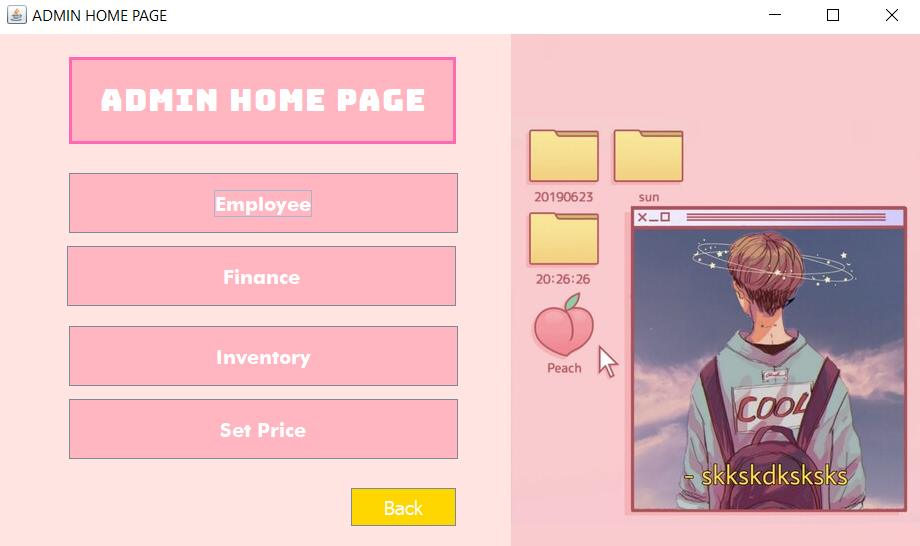 ADMIN HOME PAGE
ADMIN HOME PAGE
Employee
Finance
Inventory
Set Price
Back
20190623
sun
20:26:26
Peach
COOL
- skkskdksksks